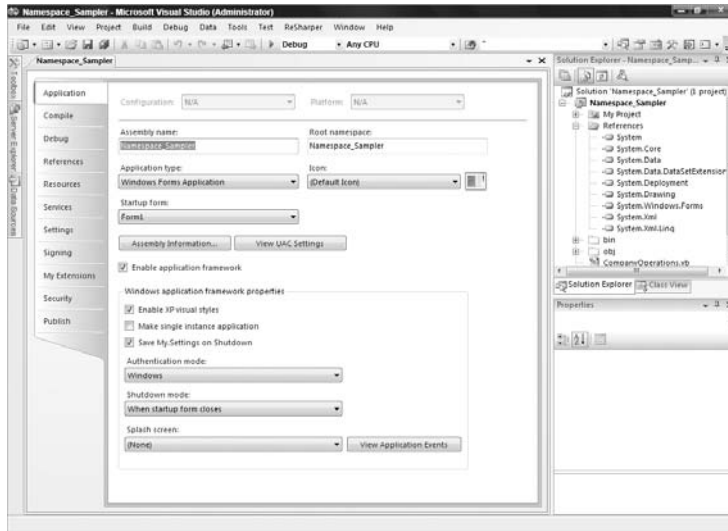 Namespace_Sampler - Microsoft Visual Studio (Administrator)
File Edit View Project Build Debug Data Tools Test ReSharper Window Help
Debug Any CPU
Toolbox
Server Explorer
Data Sources
Namespace_Sampler
Application
Compile
Debug
References
Resources
Services
Settings
Signing
My Extensions
Security
Publish
Configuration: N/A Platform: N/A
Assembly name: Root namespace:
Namespace_Sampler Namespace_Sampler
Application type: Icon:
Windows Forms Application (Default Icon)
Startup form:
Form1
Assembly Information... View UAC Settings
Enable application framework
Windows application framework properties
Enable XP visual styles
Make single instance application
Save My.Settings on Shutdown
Authentication mode:
Windows
Shutdown mode:
When startup form closes
Splash screen:
(None) View Application Events
Solution Explorer - Namespace_Samp...
Solution 'Namespace_Sampler' (1 project)
Namespace_Sampler
My Project
References
System
System.Core
System.Data
System.Data.DataSetExtension
System.Deployment
System.Drawing
System.Windows.Forms
System.Xml
System.Xml.Linq
bin
obj
CompanyOperations.vb
Solution Explorer Class View
Properties